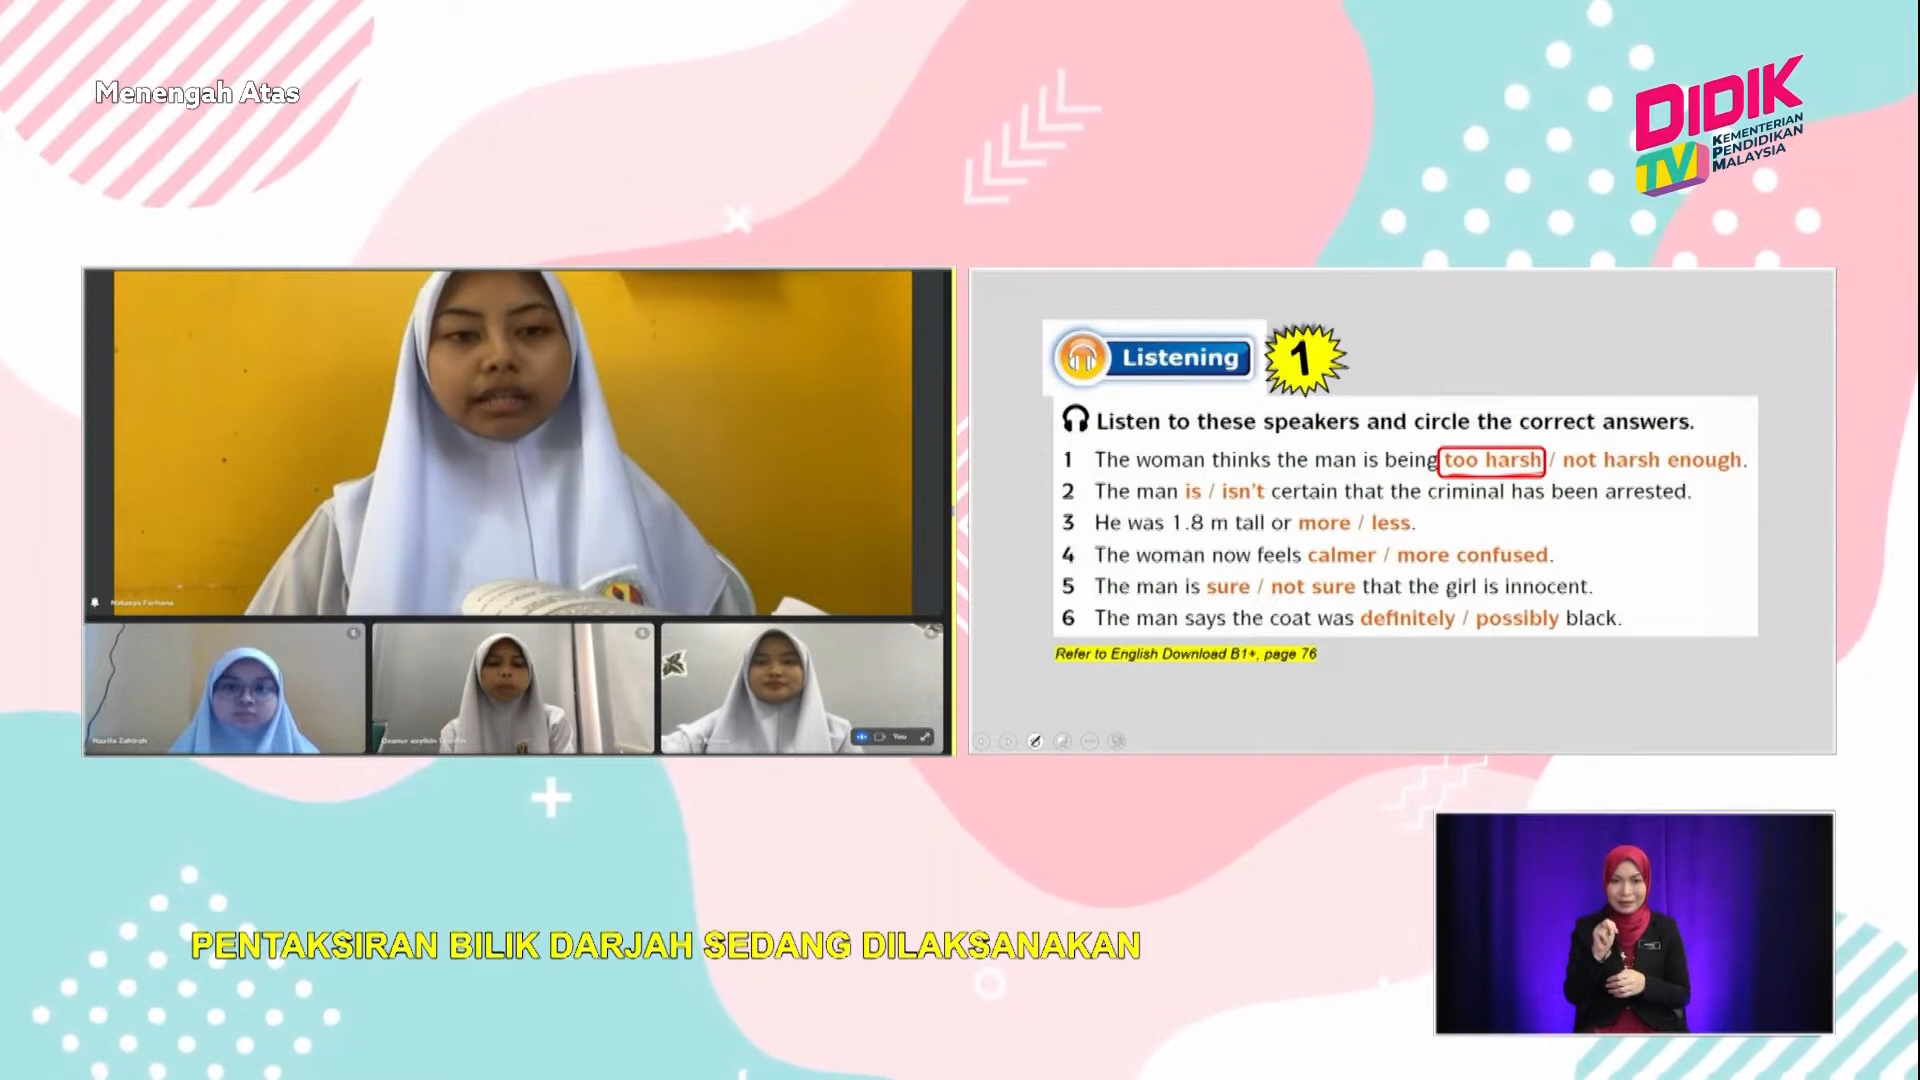 Menengah Atas
DIDIK
TV
KEMENTERIAN
PENDIDIKAN
MALAYSIA
Listening
1
Listen to these speakers and circle the correct answers.
1 The woman thinks the man is being too harsh / not harsh enough.
2 The man is / isn't certain that the criminal has been arrested.
3 He was 1.8 m tall or more / less.
4 The woman now feels calmer / more confused.
5 The man is sure / not sure that the girl is innocent.
6 The man says the coat was definitely / possibly black.
Refer to English Download B1+, page 76
Natasya Farhana
You
PENTAKSIRAN BILIK DARJAH SEDANG DILAKSANAKAN